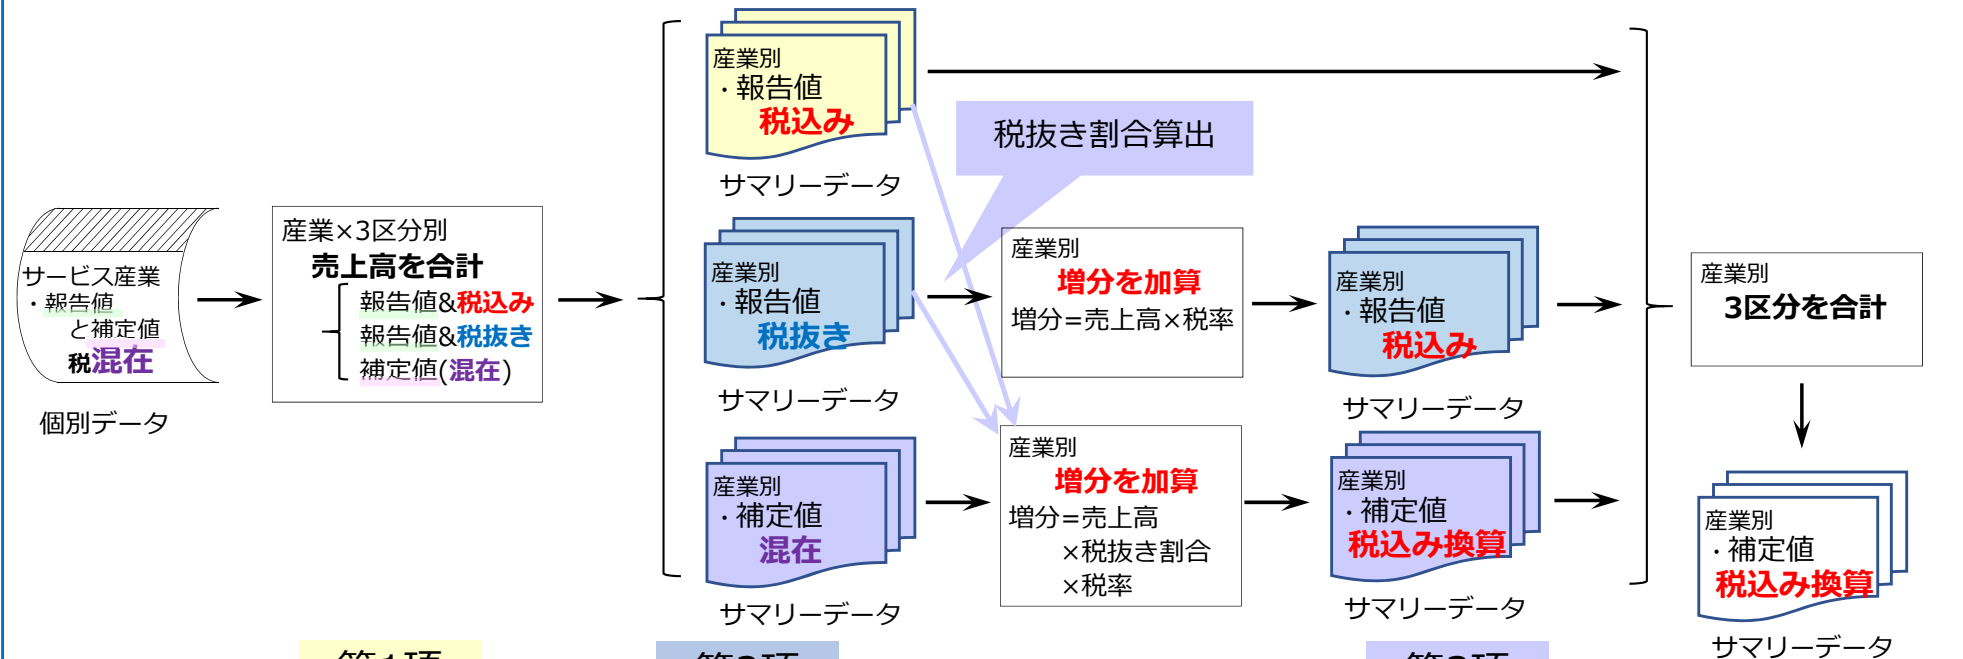 サービス産業
・報告値
と補定値
税混在
個別データ
産業×3区分別
売上高を合計
報告値&税込み
報告値&税抜き
補定値(混在)
産業別
・報告値
税込み
サマリーデータ
産業別
・報告値
税抜き
サマリーデータ
産業別
・補定値
混在
サマリーデータ
税抜き割合算出
産業別
増分を加算
増分=売上高×税率
産業別
増分を加算
増分=売上高
×税抜き割合
×税率
産業別
・報告値
税込み
サマリーデータ
産業別
・補定値
税込み換算
サマリーデータ
産業別
3区分を合計
産業別
・補定値
税込み換算
サマリーデータ
第1項
第2項